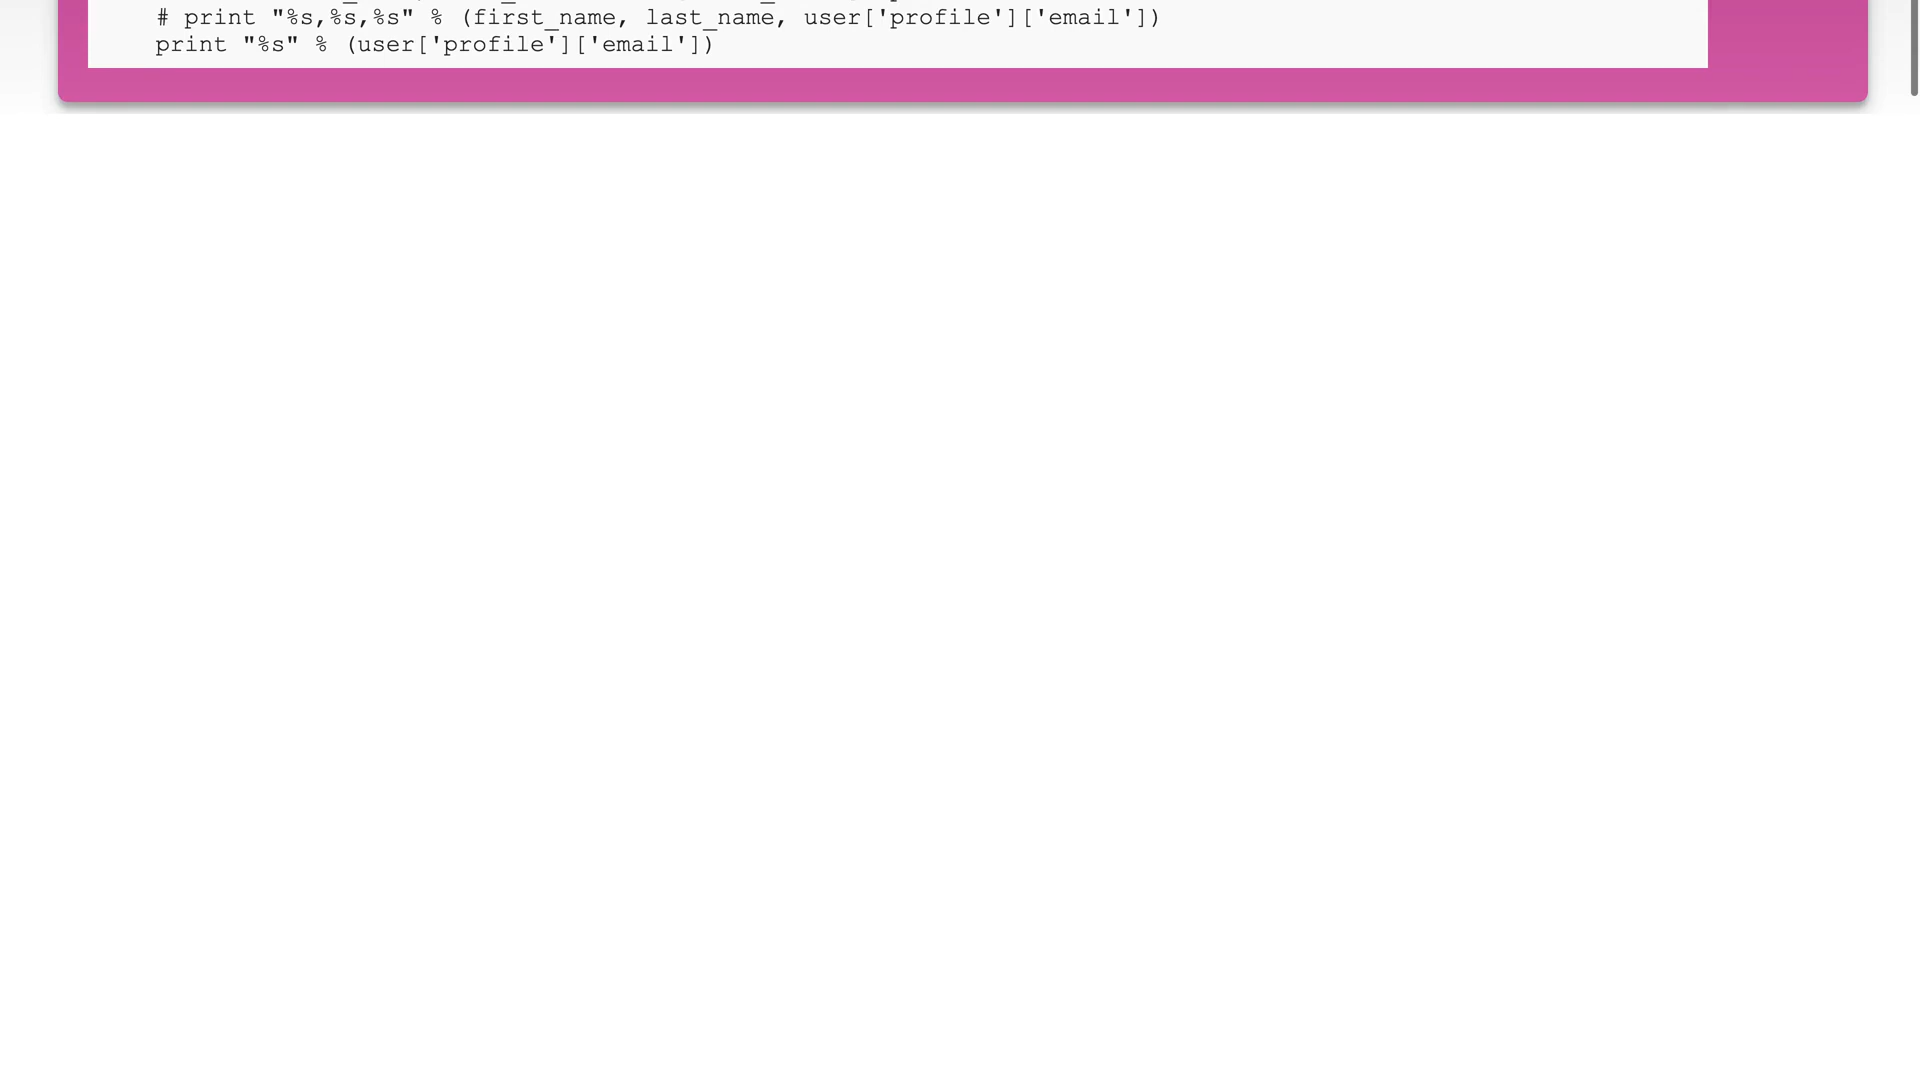 # print "%s,%s,%s" % (first_name, last_name, user['profile']['email'])
print "%s" % (user['profile']['email'])